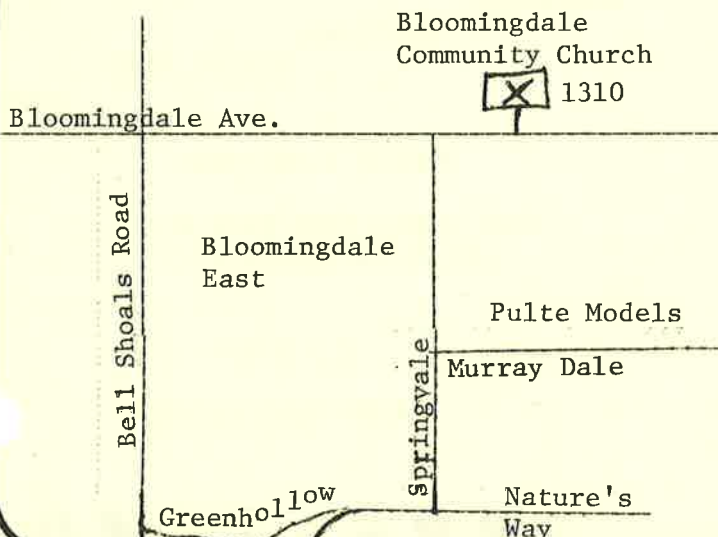 Bloomingdale
Community Church
1310
Bloomingdale Ave.
Bell Shoals Road
Bloomingdale
East
Pulte Models
Springvale
Murray Dale
Greenhollow
Nature's
Way